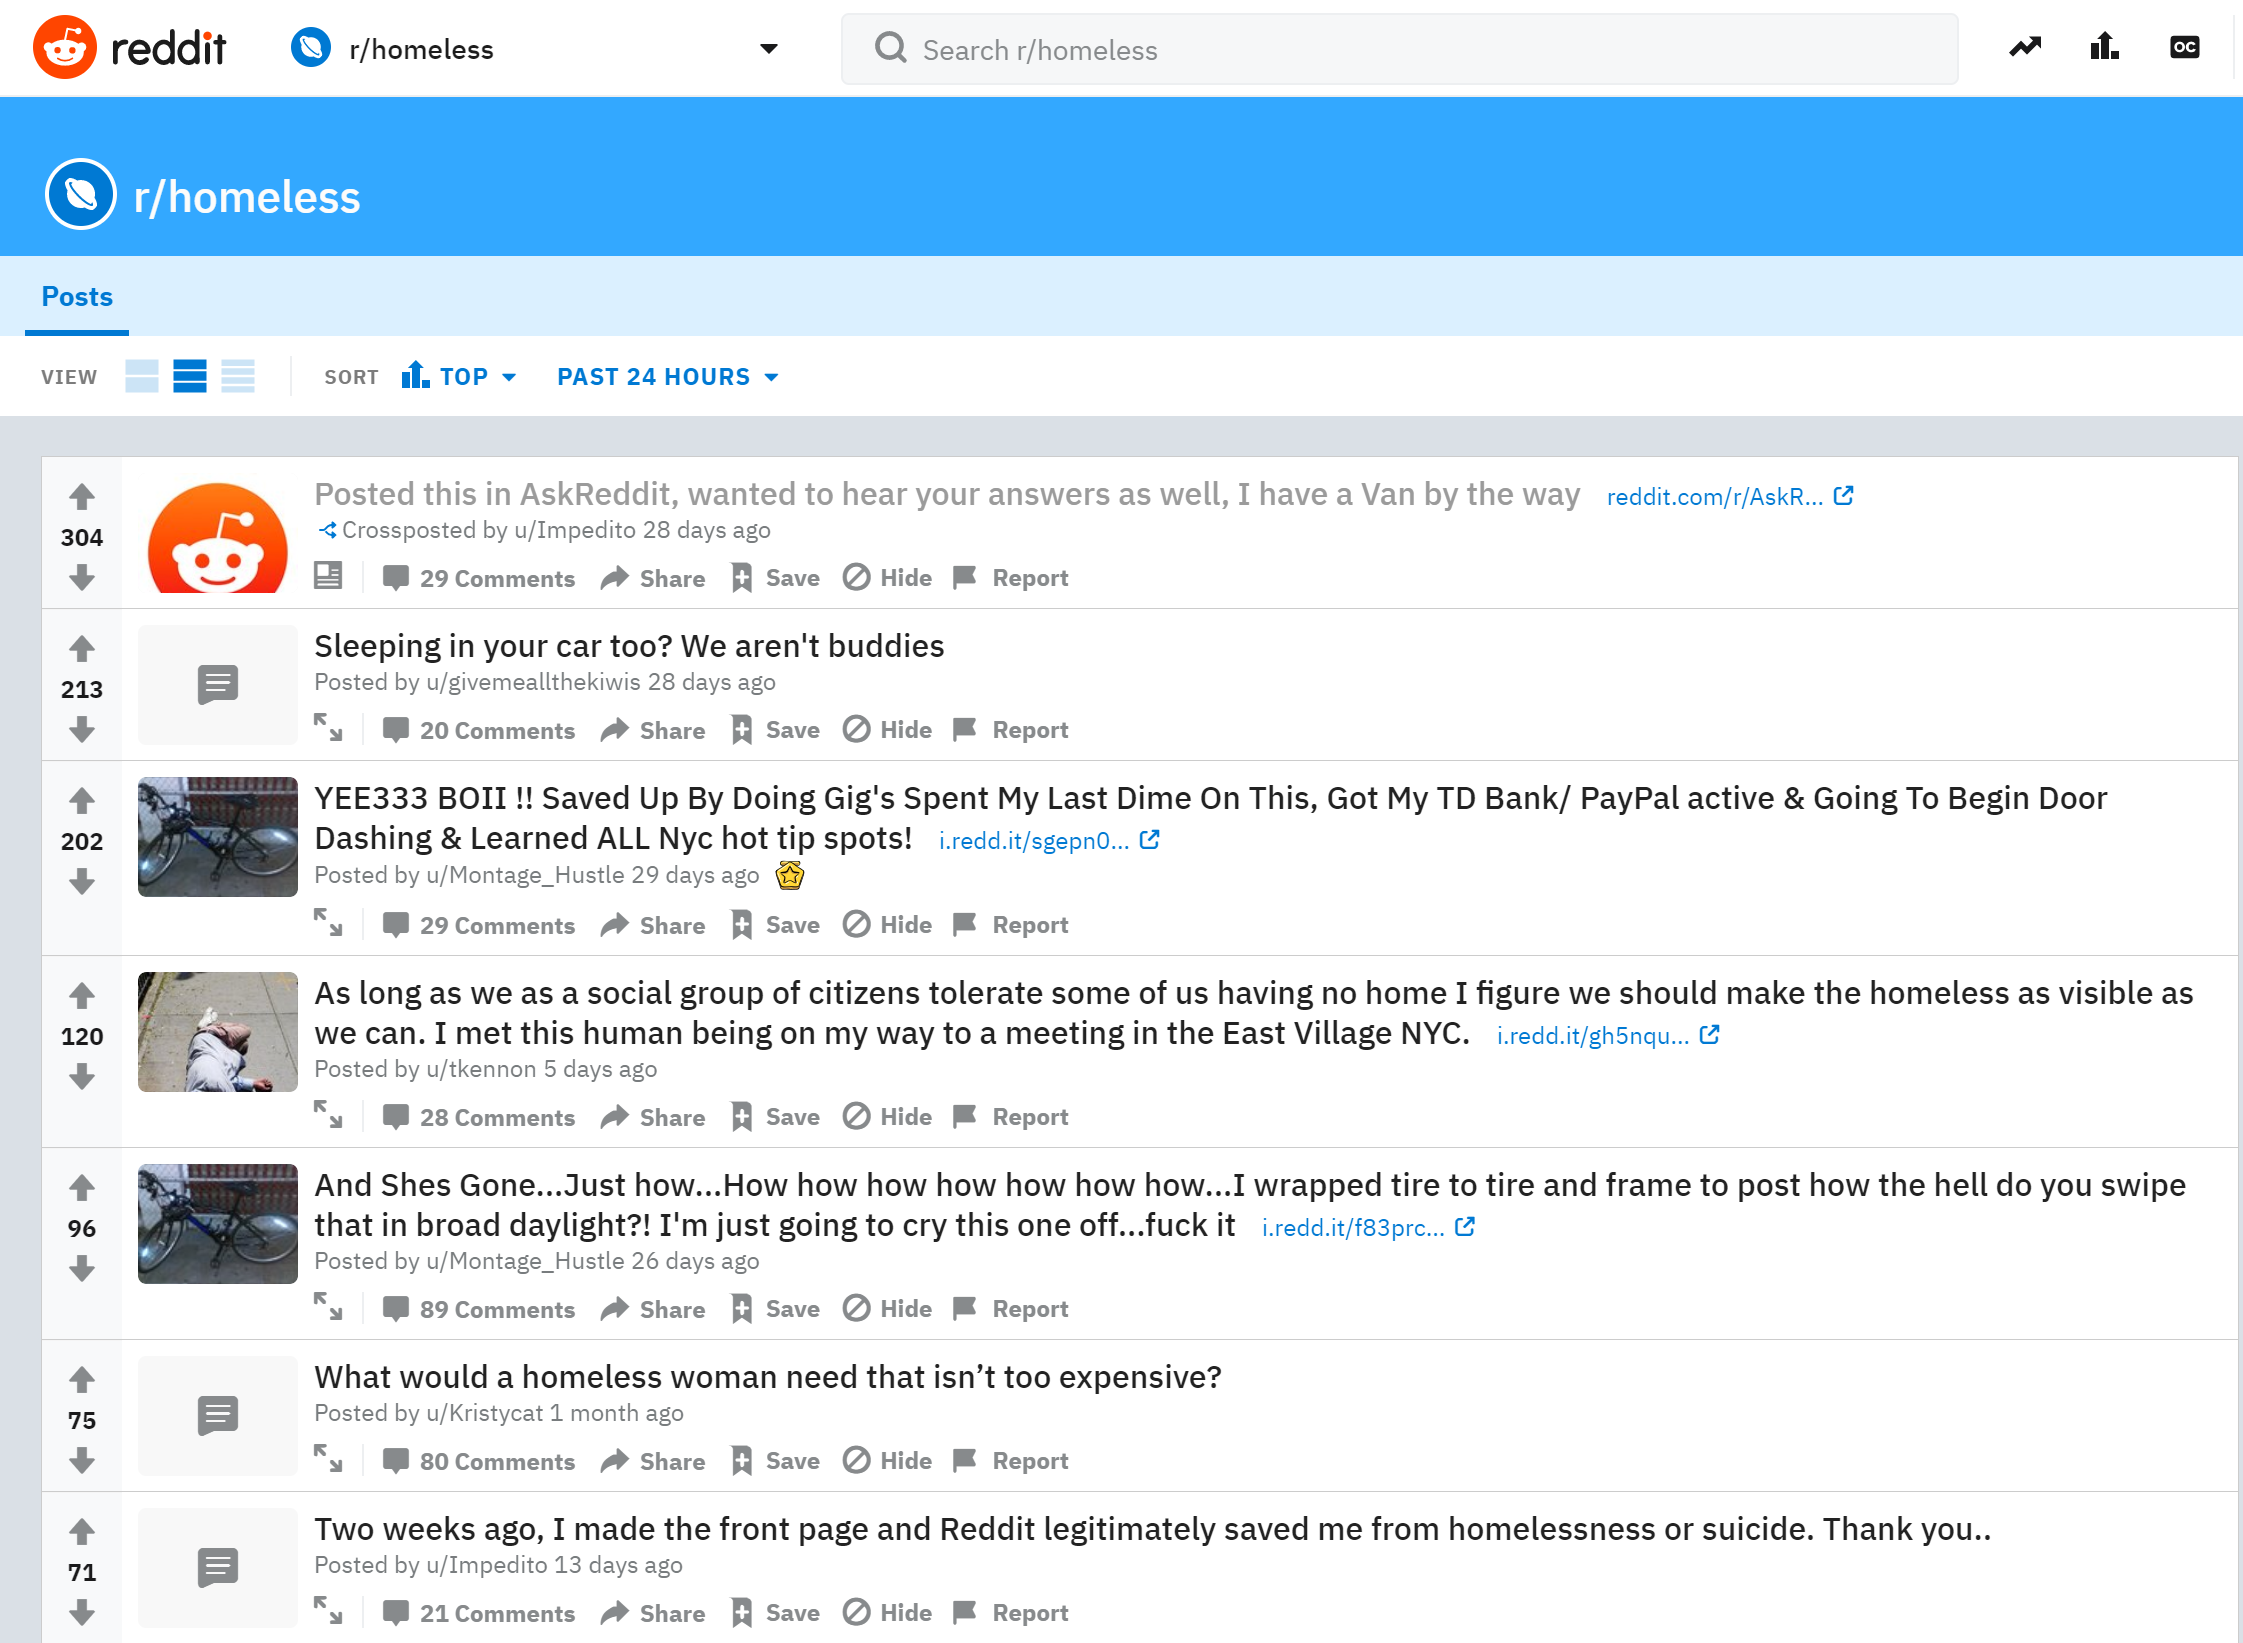 reddit r/homeless Search r/homeless OC
r/homeless
Posts
VIEW SORT TOP PAST 24 HOURS
304
Posted this in AskReddit, wanted to hear your answers as well, I have a Van by the way reddit.com/r/AskR...
Crossposted by u/Impedito 28 days ago
29 Comments Share Save Hide Report
213
Sleeping in your car too? We aren't buddies
Posted by u/givemeallthekiwis 28 days ago
20 Comments Share Save Hide Report
202
YEE333 BOII !! Saved Up By Doing Gig's Spent My Last Dime On This, Got My TD Bank/ PayPal active & Going To Begin Door
Dashing & Learned ALL Nyc hot tip spots! i.redd.it/sgepn0...
Posted by u/Montage_Hustle 29 days ago
29 Comments Share Save Hide Report
120
As long as we as a social group of citizens tolerate some of us having no home I figure we should make the homeless as visible as
we can. I met this human being on my way to a meeting in the East Village NYC. i.redd.it/gh5nqu...
Posted by u/tkennon 5 days ago
28 Comments Share Save Hide Report
96
And Shes Gone...Just how...How how how how how how how...I wrapped tire to tire and frame to post how the hell do you swipe
that in broad daylight?! I'm just going to cry this one off...fuck it i.redd.it/f83prc...
Posted by u/Montage_Hustle 26 days ago
89 Comments Share Save Hide Report
75
What would a homeless woman need that isn’t too expensive?
Posted by u/Kristycat 1 month ago
80 Comments Share Save Hide Report
71
Two weeks ago, I made the front page and Reddit legitimately saved me from homelessness or suicide. Thank you..
Posted by u/Impedito 13 days ago
21 Comments Share Save Hide Report